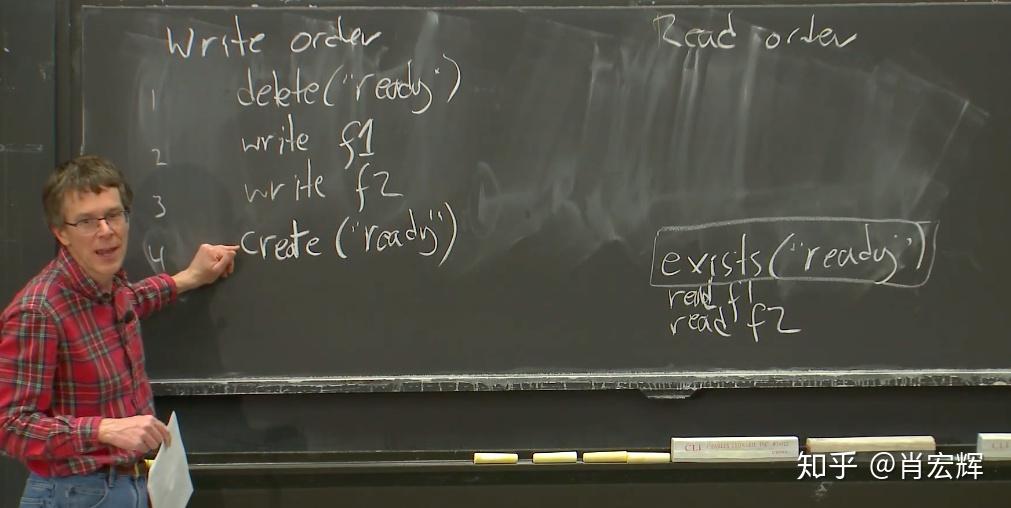 Write order
1 delete("ready")
2 write f1
3 write f2
4 create ("ready")
Read order
exists("ready")
read f1
read f2
CLI
知乎 @肖宏辉